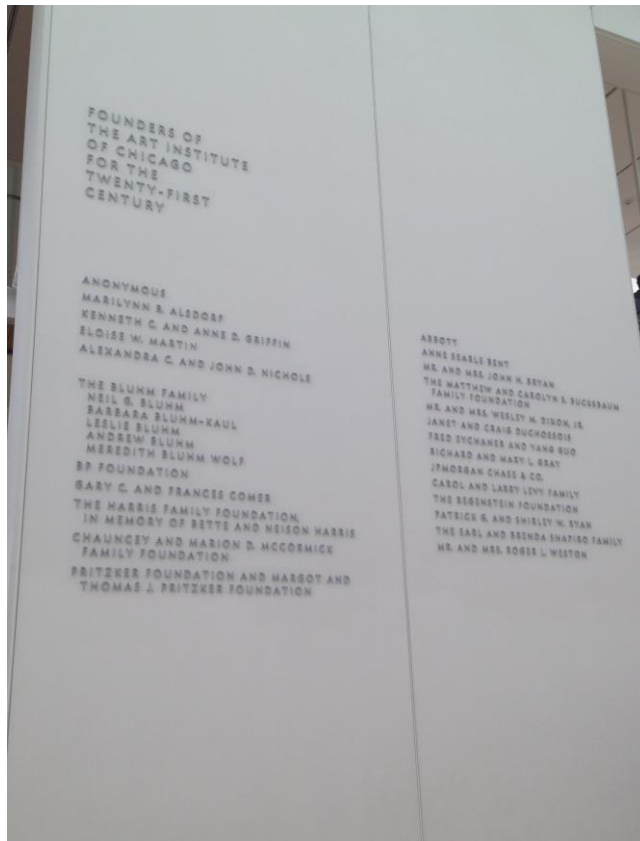 FOUNDERS OF
THE ART INSTITUTE
OF CHICAGO
FOR THE
TWENTY-FIRST
CENTURY
ANONYMOUS
MARILYNN B. ALSDORF
KENNETH C. AND ANNE D. GRIFFIN
ELOISE W. MARTIN
ALEXANDRA C. AND JOHN D. NICHOLS
THE BLUHM FAMILY
NEIL G. BLUHM
BARBARA BLUHM-KAUL
LESLIE BLUHM
ANDREW BLUHM
MEREDITH BLUHM WOLF
BP FOUNDATION
GARY C. AND FRANCES COMER
THE HARRIS FAMILY FOUNDATION,
IN MEMORY OF BETTE AND NEISON HARRIS
CHAUNCEY AND MARION D. MCCORMICK
FAMILY FOUNDATION
PRITZKER FOUNDATION AND MARGOT AND
THOMAS J. PRITZKER FOUNDATION
ABBOTT
ANNE SEARLE BENT
MR. AND MRS. JOHN H. BRYAN
THE MATTHEW AND CAROLYN S. BUCKSBAUM
FAMILY FOUNDATION
MR. AND MRS. WESLEY M. DIXON, JR.
JANET AND CRAIG DUCHOSSOIS
FRED EYCHANER AND YANG GUO
RICHARD AND MARY L. GRAY
JPMORGAN CHASE & CO.
CAROL AND LARRY LEVY FAMILY
THE REGENSTEIN FOUNDATION
PATRICK G. AND SHIRLEY W. RYAN
THE EARL AND BRENDA SHAPIRO FAMILY
MR. AND MRS. ROGER L. WESTON